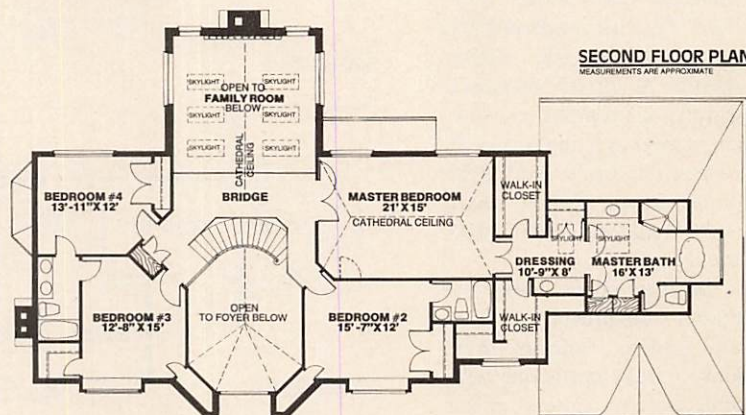 SECOND FLOOR PLAN
MEASUREMENTS ARE APPROXIMATE
SKYLIGHT
SKYLIGHT
OPEN TO
FAMILY ROOM
BELOW
SKYLIGHT
SKYLIGHT
SKYLIGHT
SKYLIGHT
CATHEDRAL
CEILING
BEDROOM #4
13'-11" X 12'
BRIDGE
MASTER BEDROOM
21' X 15'
CATHEDRAL CEILING
WALK-IN
CLOSET
SKYLIGHT
SKYLIGHT
DRESSING
10'-9" X 8'
MASTER BATH
16' X 13'
BEDROOM #3
12'-8" X 15'
OPEN
TO FOYER BELOW
BEDROOM #2
15'-7" X 12'
WALK-IN
CLOSET